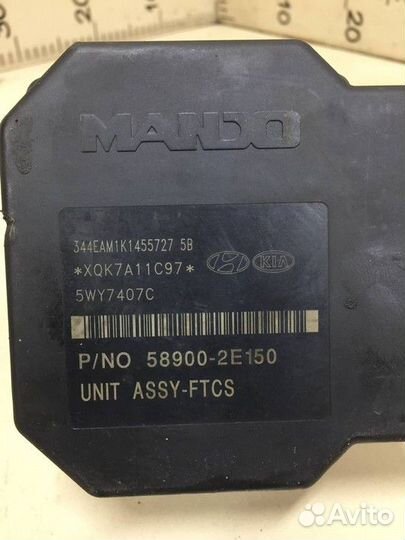 MANDO
344EAM1K1455727 5B
*XQK7A11C97*
KIA
5WY7407C
P/NO 58900-2E150
UNIT ASSY-FTCS
Avito